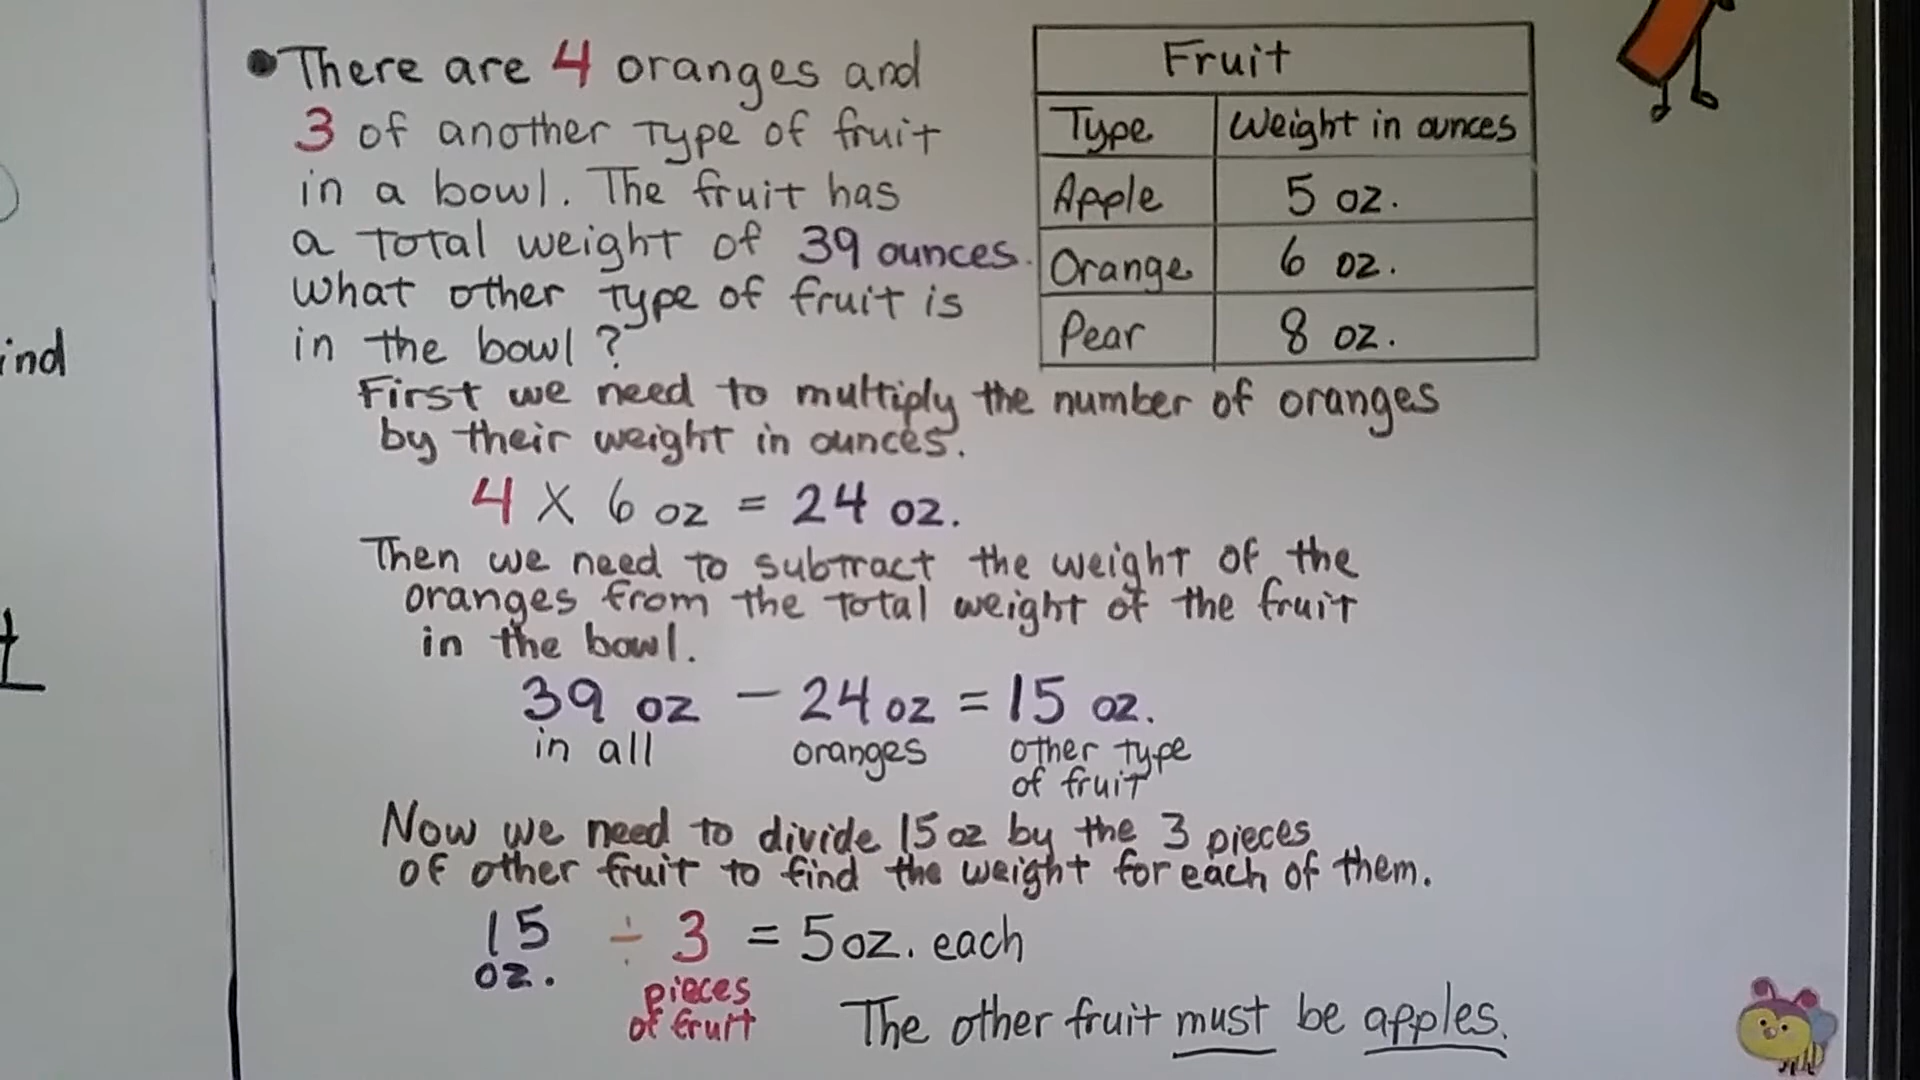 ind
t
• There are 4 oranges and
3 of another type of fruit
in a bowl. The fruit has
a total weight of 39 ounces.
What other type of fruit is
in the bowl?
Fruit
Type Weight in ounces
Apple 5 oz.
Orange 6 oz.
Pear 8 oz.
First we need to multiply the number of oranges
by their weight in ounces.
4 X 6 oz = 24 oz.
Then we need to subtract the weight of the
oranges from the total weight of the fruit
in the bowl.
39 oz - 24 oz = 15 oz.
in all oranges other type
of fruit
Now we need to divide 15 oz by the 3 pieces
of other fruit to find the weight for each of them.
15 ÷ 3 = 5 oz. each
oz. pieces
of fruit
The other fruit must be apples.